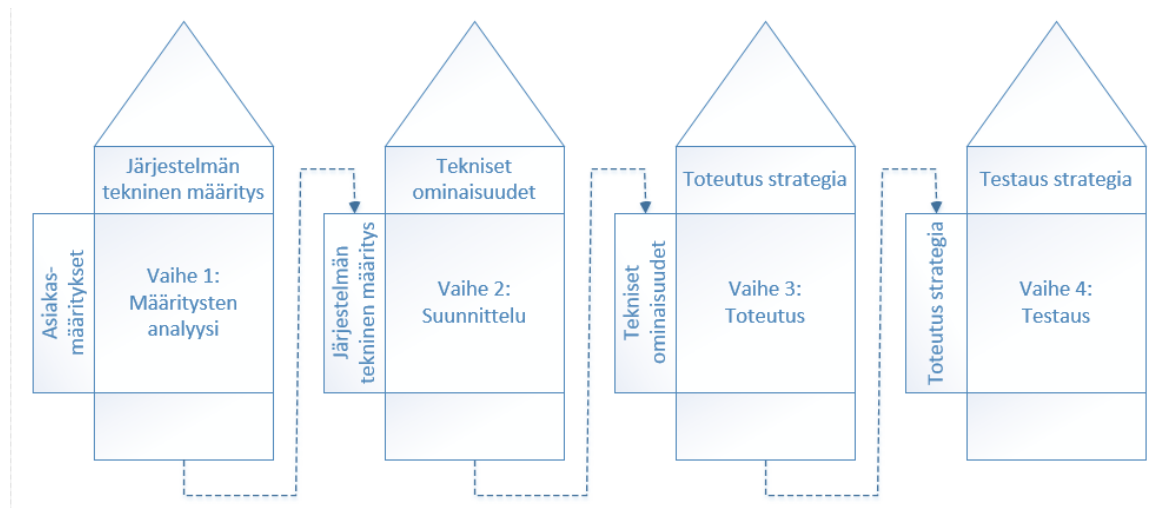 Järjestelmän
tekninen määritys
Asiakas-
määritykset
Vaihe 1:
Määritysten
analyysi
Tekniset
ominaisuudet
Järjestelmän
tekninen määritys
Vaihe 2:
Suunnittelu
Toteutus strategia
Tekniset
ominaisuudet
Vaihe 3:
Toteutus
Testaus strategia
Toteutus strategia
Vaihe 4:
Testaus